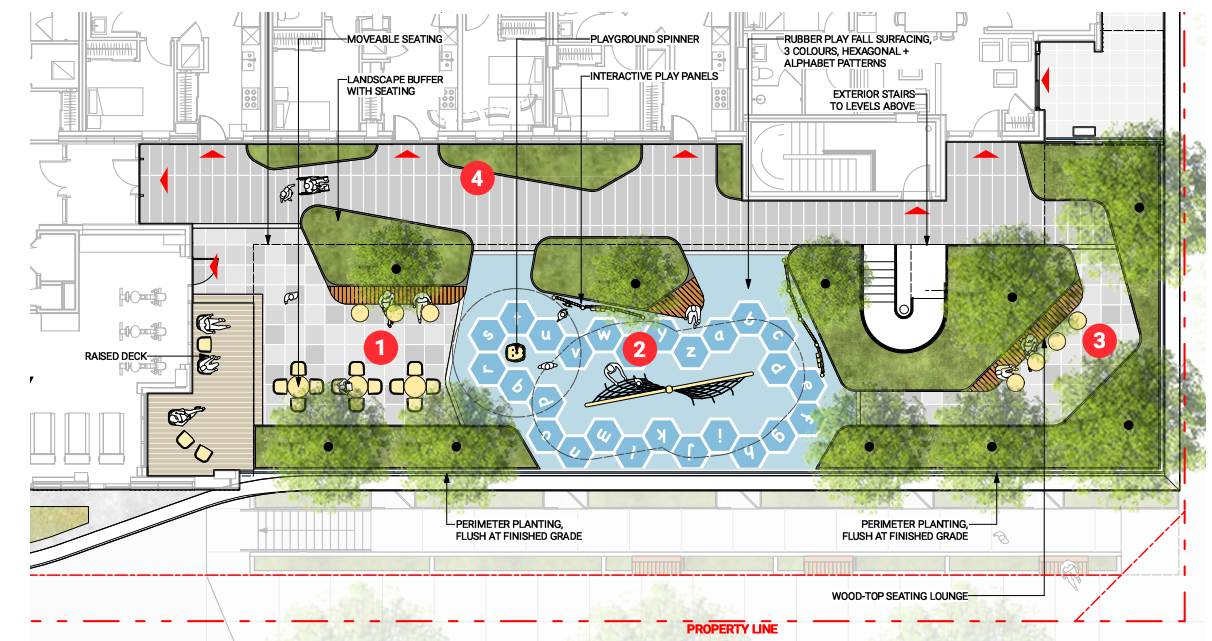 MOVEABLE SEATING
PLAYGROUND SPINNER
RUBBER PLAY FALL SURFACING,
3 COLOURS, HEXAGONAL +
ALPHABET PATTERNS
LANDSCAPE BUFFER
WITH SEATING
INTERACTIVE PLAY PANELS
EXTERIOR STAIRS
TO LEVELS ABOVE
4
1
2
3
RAISED DECK
s
u
v
w
z
a
c
r
q
p
d
e
f
g
n
m
l
k
j
i
h
PERIMETER PLANTING,
FLUSH AT FINISHED GRADE
PERIMETER PLANTING,
FLUSH AT FINISHED GRADE
WOOD-TOP SEATING LOUNGE
PROPERTY LINE